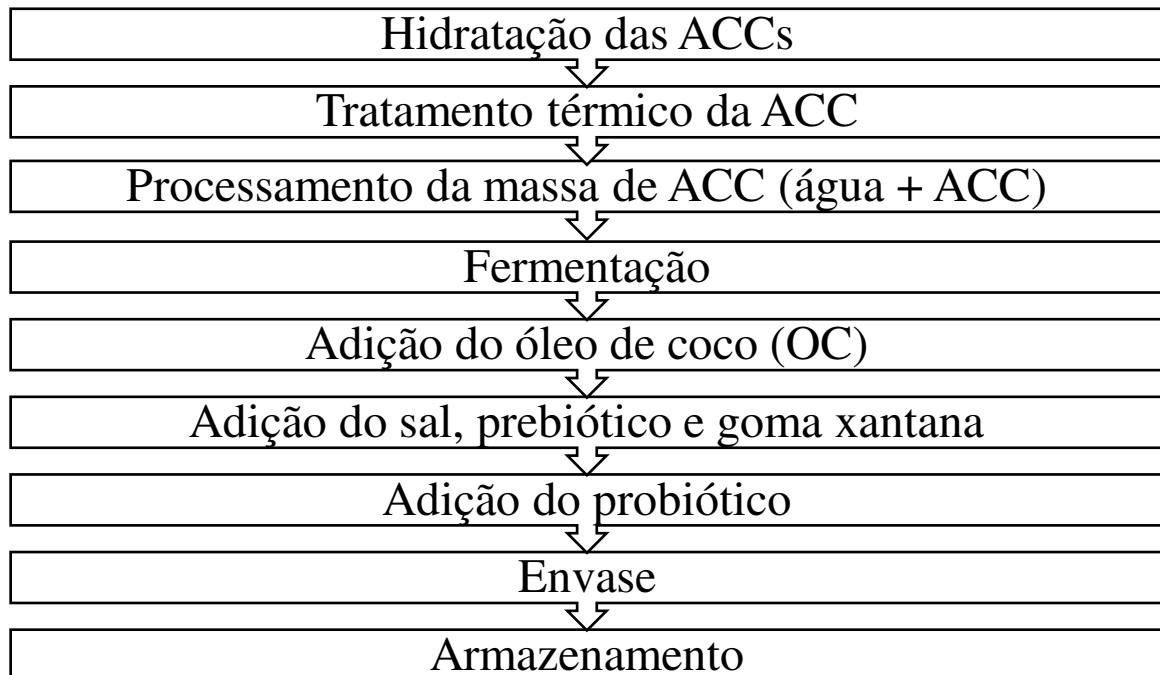 Hidratação das ACCs
Tratamento térmico da ACC
Processamento da massa de ACC (água + ACC)
Fermentação
Adição do óleo de coco (OC)
Adição do sal, prebiótico e goma xantana
Adição do probiótico
Envase
Armazenamento